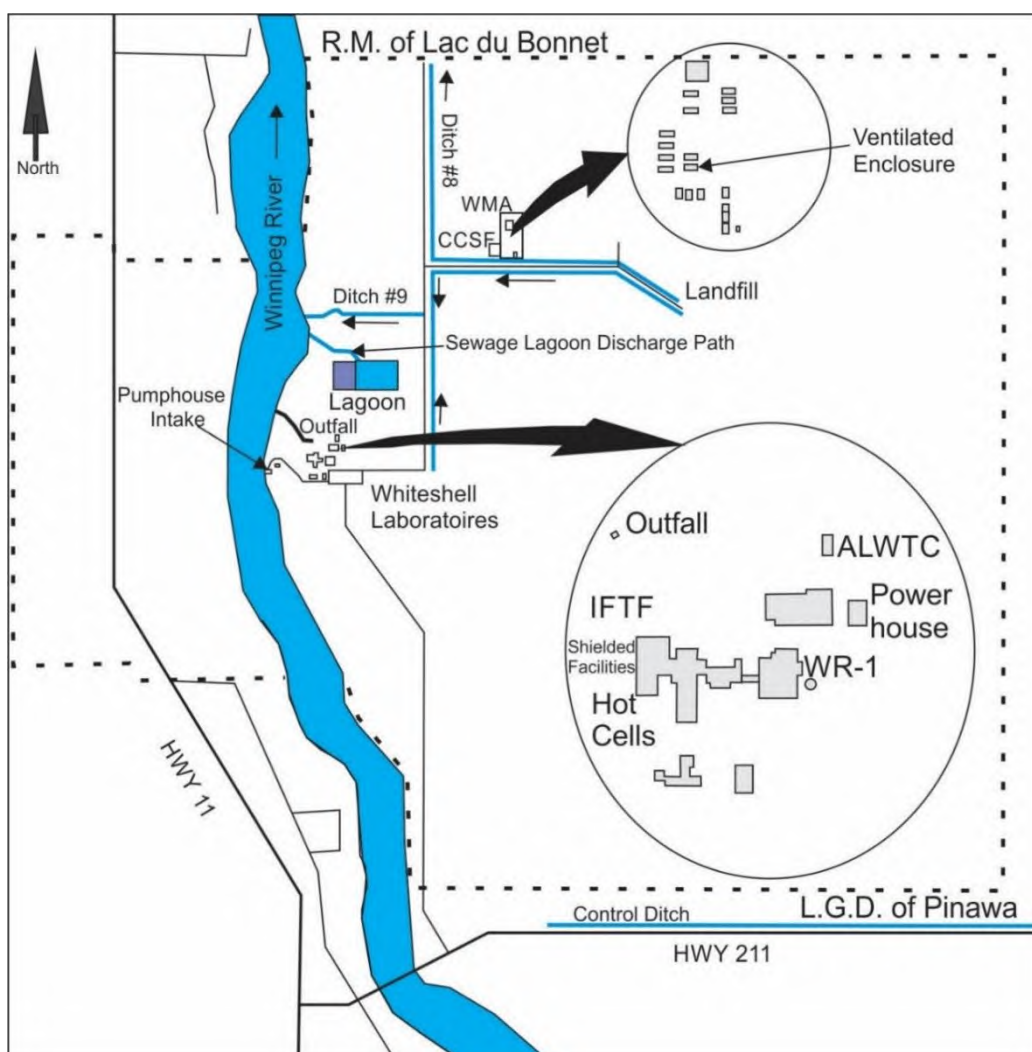 R.M. of Lac du Bonnet
North
Winnipeg River
Ditch #8
Ventilated
Enclosure
WMA
CCSF
Landfill
Ditch #9
Sewage Lagoon Discharge Path
Lagoon
Pumphouse
Intake
Outfall
Whiteshell
Laboratoires
Outfall
ALWTC
IFTF
Power
house
Shielded
Facilities
WR-1
Hot
Cells
HWY 11
L.G.D. of Pinawa
Control Ditch
HWY 211